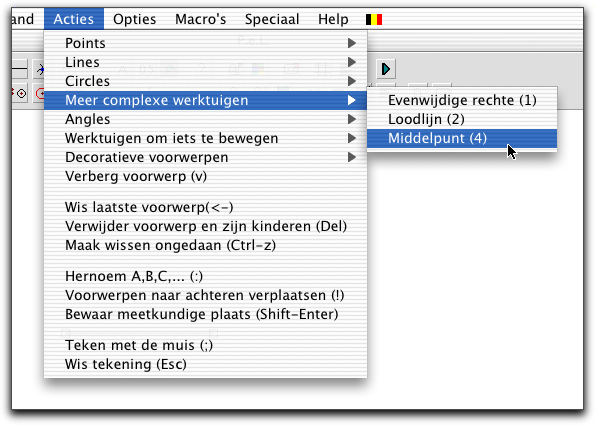 and Acties Opties Macro's Speciaal Help
Points
Lines
Circles
Meer complexe werktuigen
Evenwijdige rechte (1)
Loodlijn (2)
Middelpunt (4)
Angles
Werktuigen om iets te bewegen
Decoratieve voorwerpen
Verberg voorwerp (v)
Wis laatste voorwerp(<-)
Verwijder voorwerp en zijn kinderen (Del)
Maak wissen ongedaan (Ctrl-z)
Hernoem A,B,C,... (:)
Voorwerpen naar achteren verplaatsen (!)
Bewaar meetkundige plaats (Shift-Enter)
Teken met de muis (;)
Wis tekening (Esc)